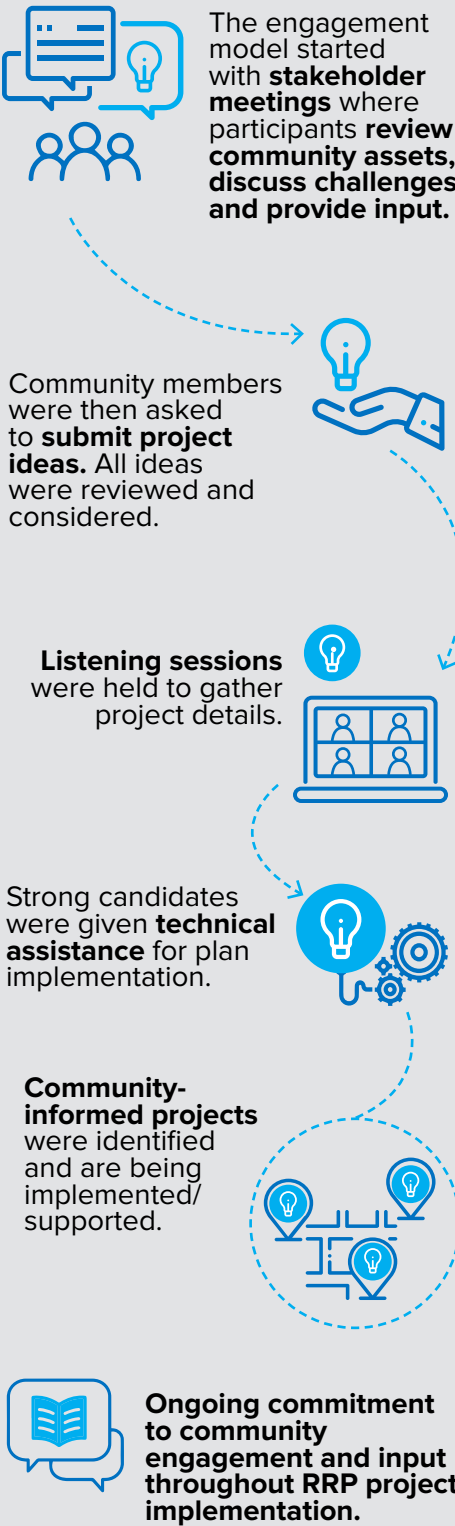 The engagement
model started
with stakeholder
meetings where
participants review
community assets,
discuss challenges
and provide input.
Community members
were then asked
to submit project
ideas. All ideas
were reviewed and
considered.
Listening sessions
were held to gather
project details.
Strong candidates
were given technical
assistance for plan
implementation.
Community-
informed projects
were identified
and are being
implemented/
supported.
Ongoing commitment
to community
engagement and input
throughout RRP project
implementation.